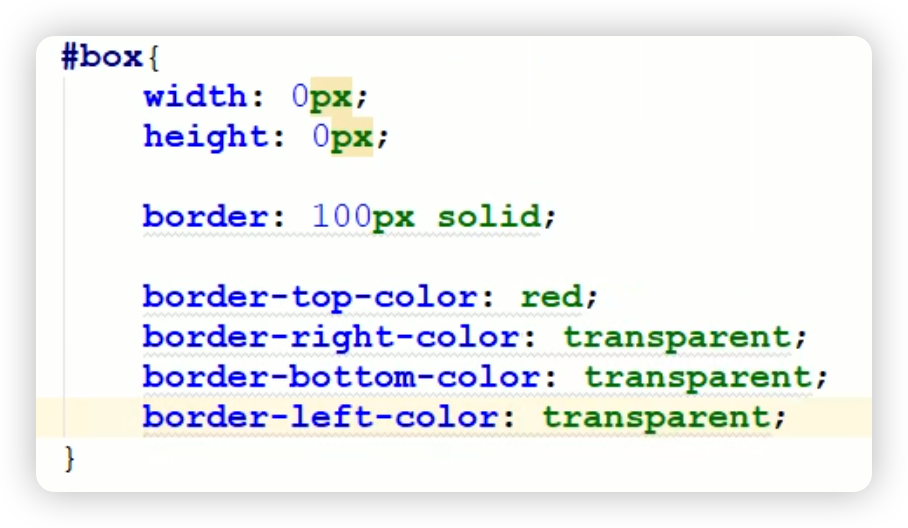 #box{
width: 0px;
height: 0px;
border: 100px solid;
border-top-color: red;
border-right-color: transparent;
border-bottom-color: transparent;
border-left-color: transparent;
}